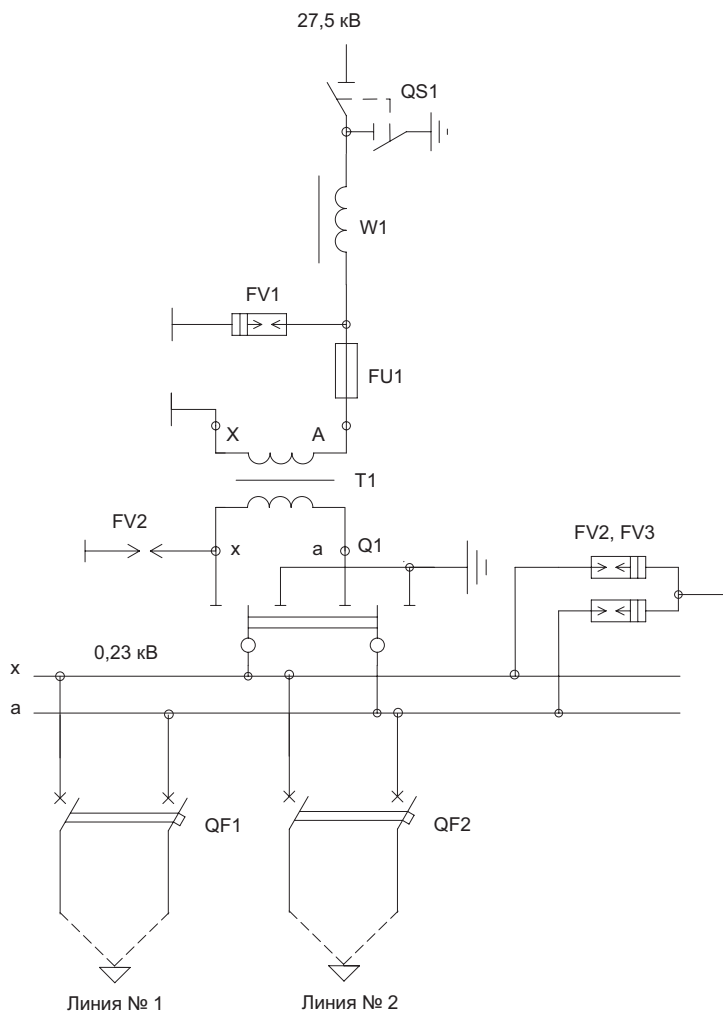 27,5 кВ
QS1
W1
FV1
FU1
X A
T1
FV2
x a Q1
FV2, FV3
0,23 кВ
x
a
QF1
QF2
Линия № 1
Линия № 2